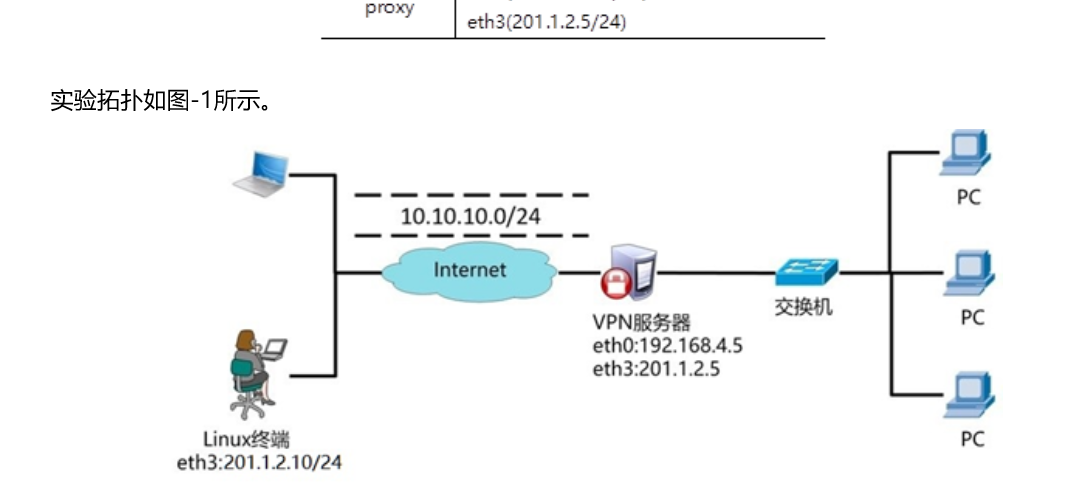 proxy
eth3(201.1.2.5/24)
实验拓扑如图-1所示。
10.10.10.0/24
Internet
VPN服务器
eth0:192.168.4.5
eth3:201.1.2.5
交换机
PC
PC
PC
Linux终端
eth3:201.1.2.10/24